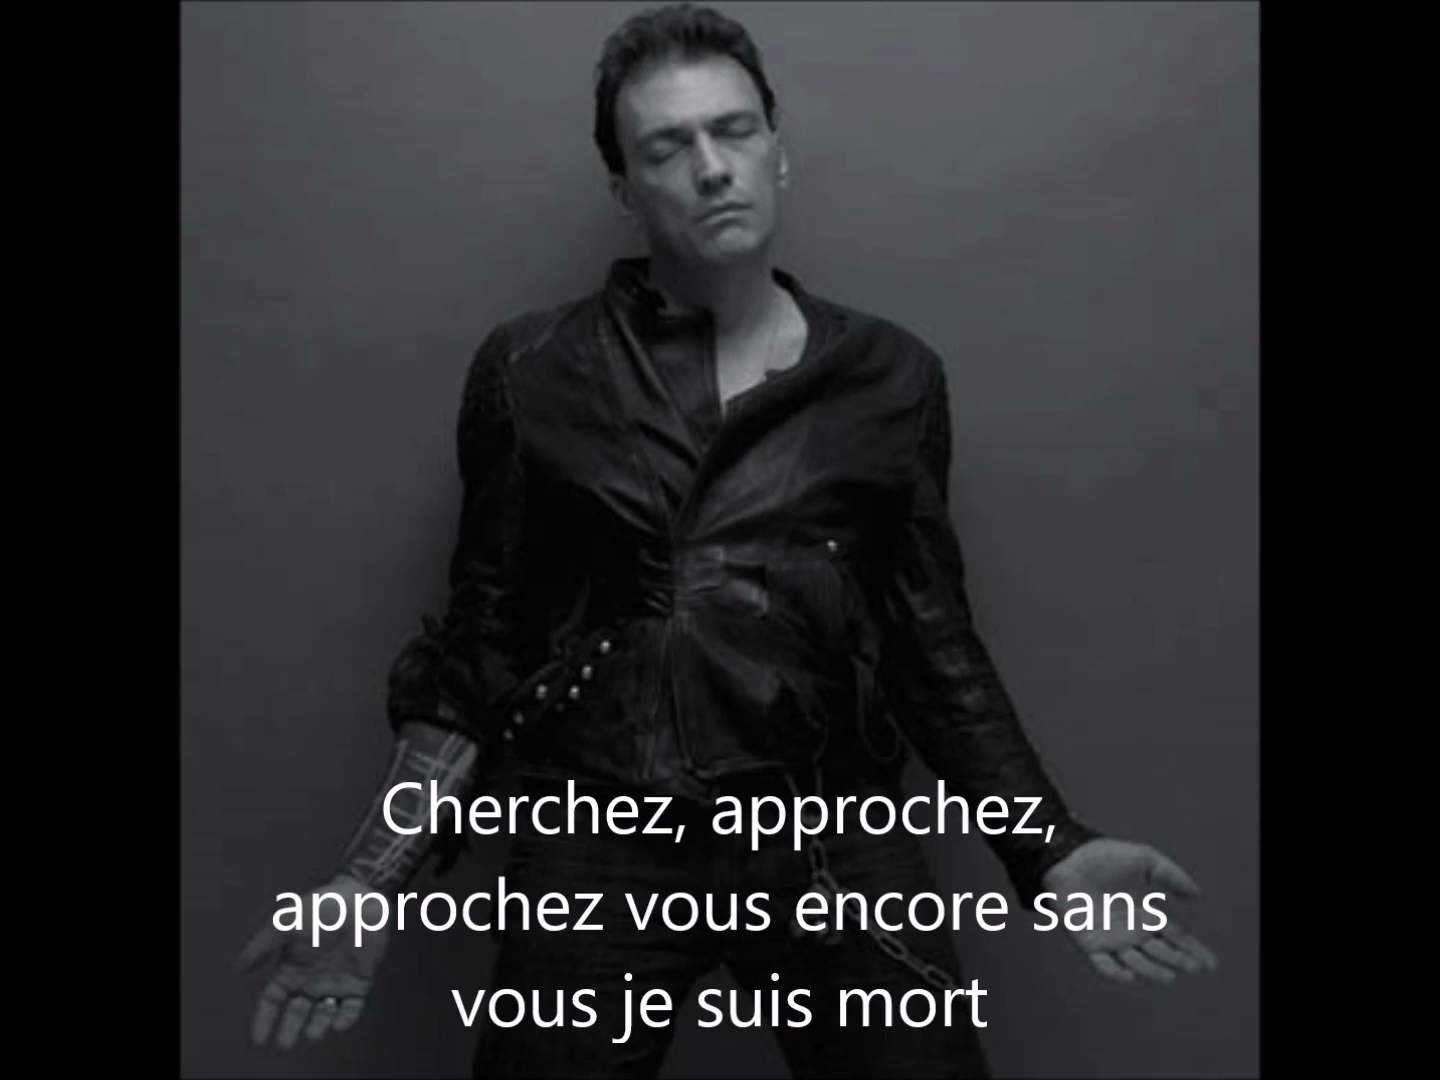 Cherchez, approchez,
approchez vous encore sans
vous je suis mort